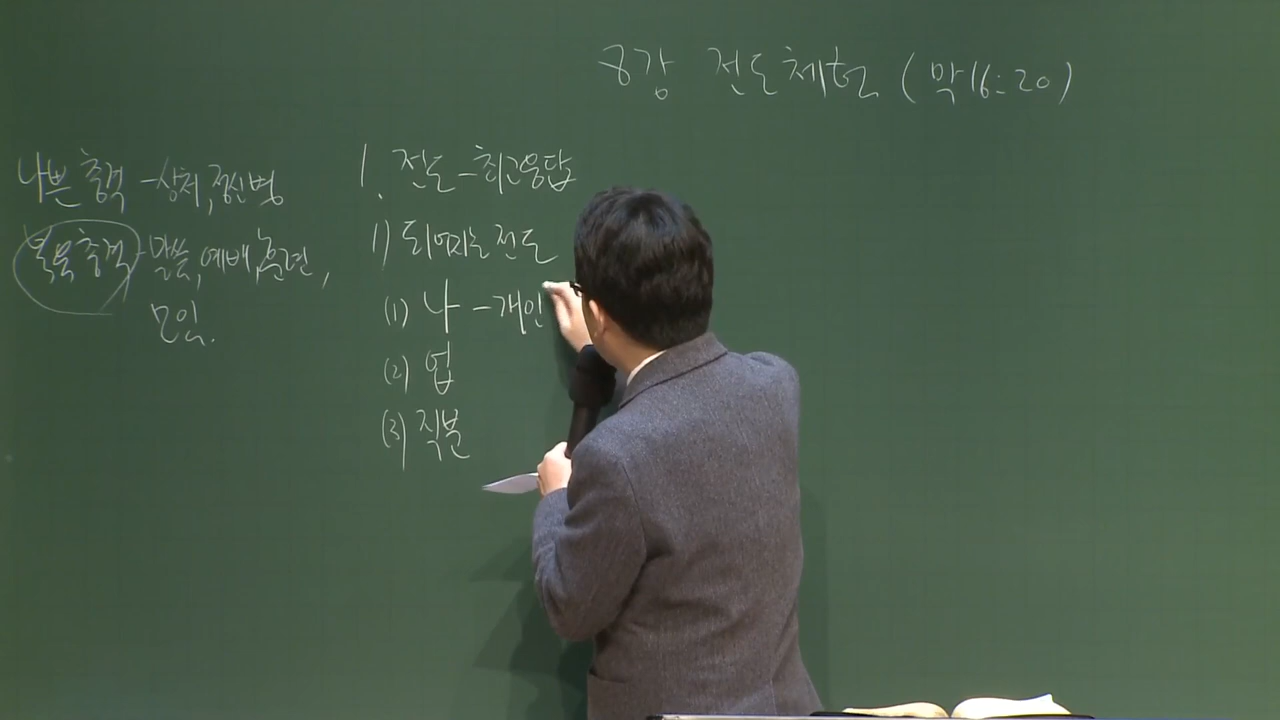 8강 전도체험 (막16:20)
나쁜 충격 - 상처, 정신병
복음충격 - 말씀, 예배, 훈련,
모임.
1. 전도 - 최고응답
1) 되어지는 전도
(1) 나 - 개인
(2) 업
(3) 직분